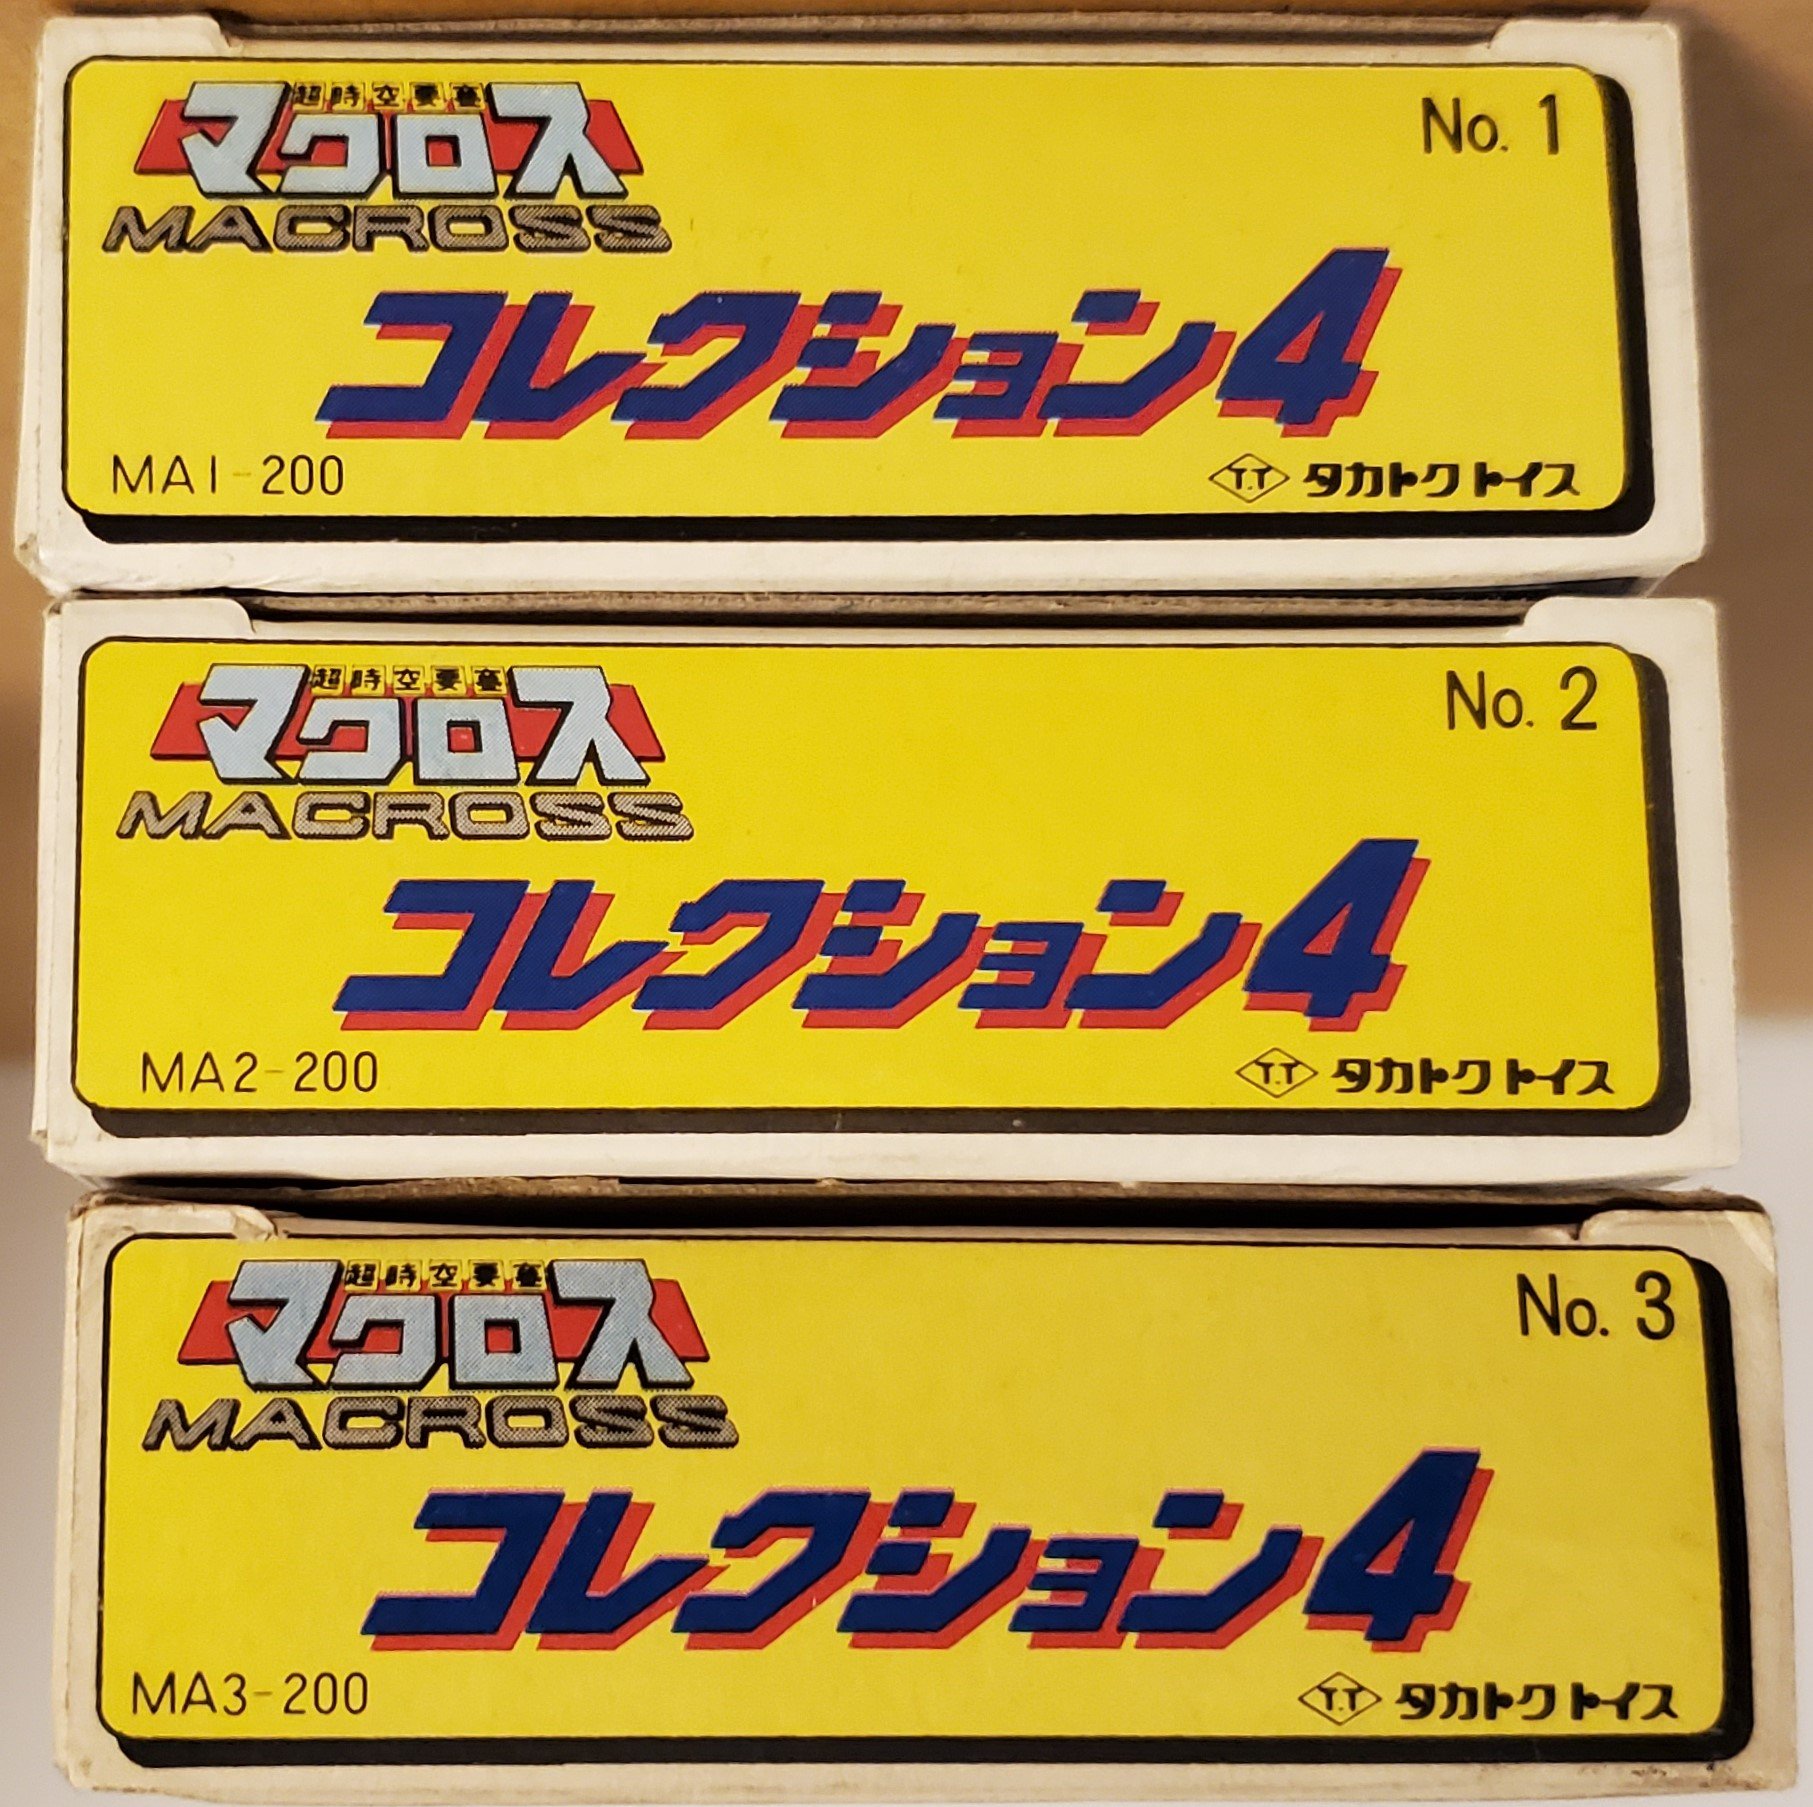 超時空要塞
マクロス
No. 1
MACROSS
コレクション4
MA1-200
T.T タカトクトイス
超時空要塞
マクロス
No. 2
MACROSS
コレクション4
MA2-200
T.T タカトクトイス
超時空要塞
マクロス
No. 3
MACROSS
コレクション4
MA3-200
T.T タカトクトイス